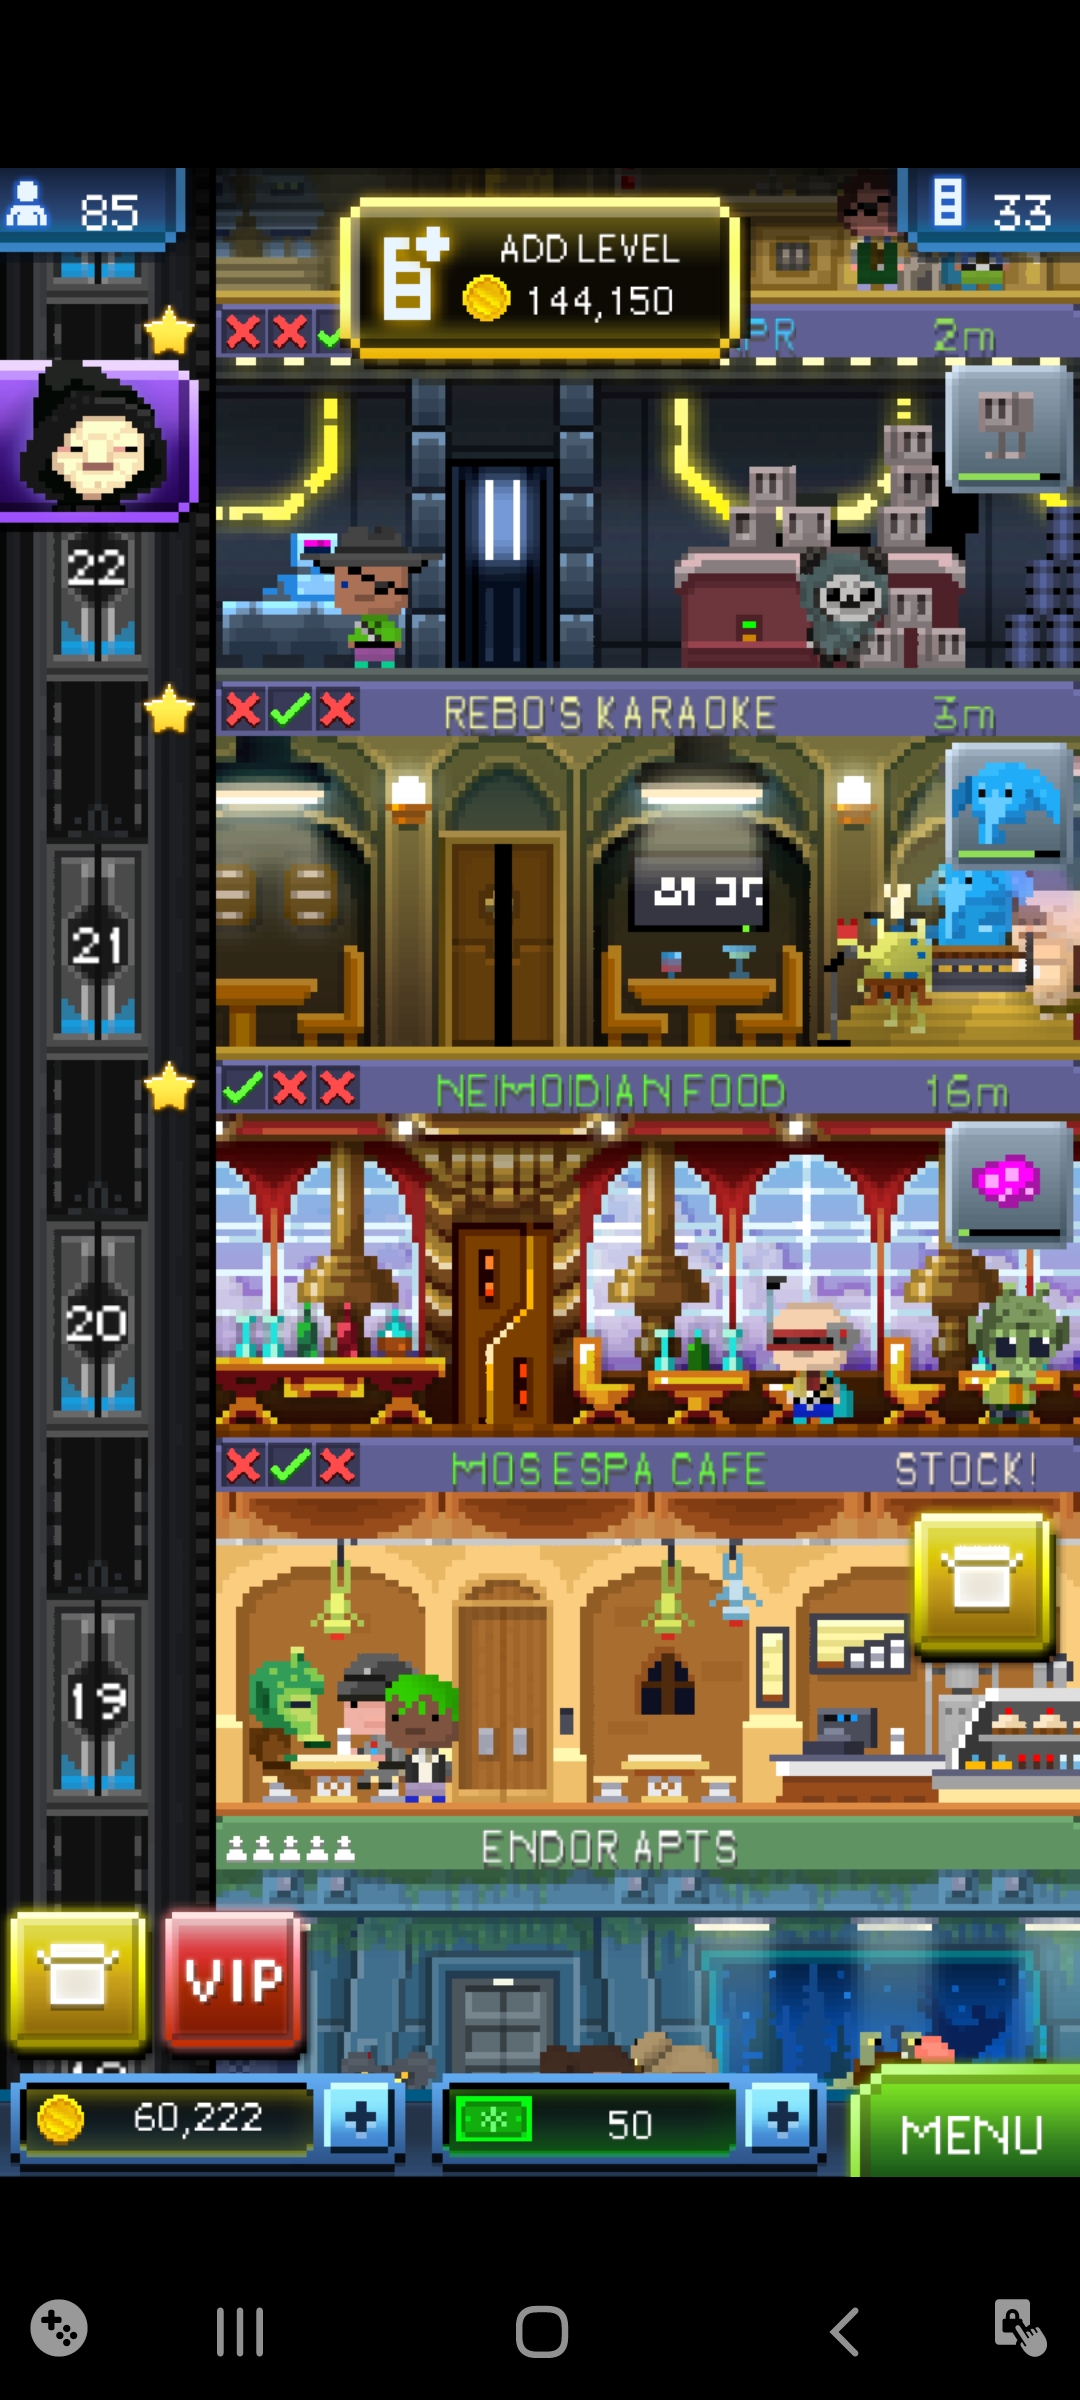 85
33
ADD LEVEL
144,150
PR
2m
22
REBO'S KARAOKE
3m
21
NEIMOIDIAN FOOD
16m
20
MOS ESPA CAFE
STOCK!
19
ENDOR APTS
VIP
60,222
50
MENU